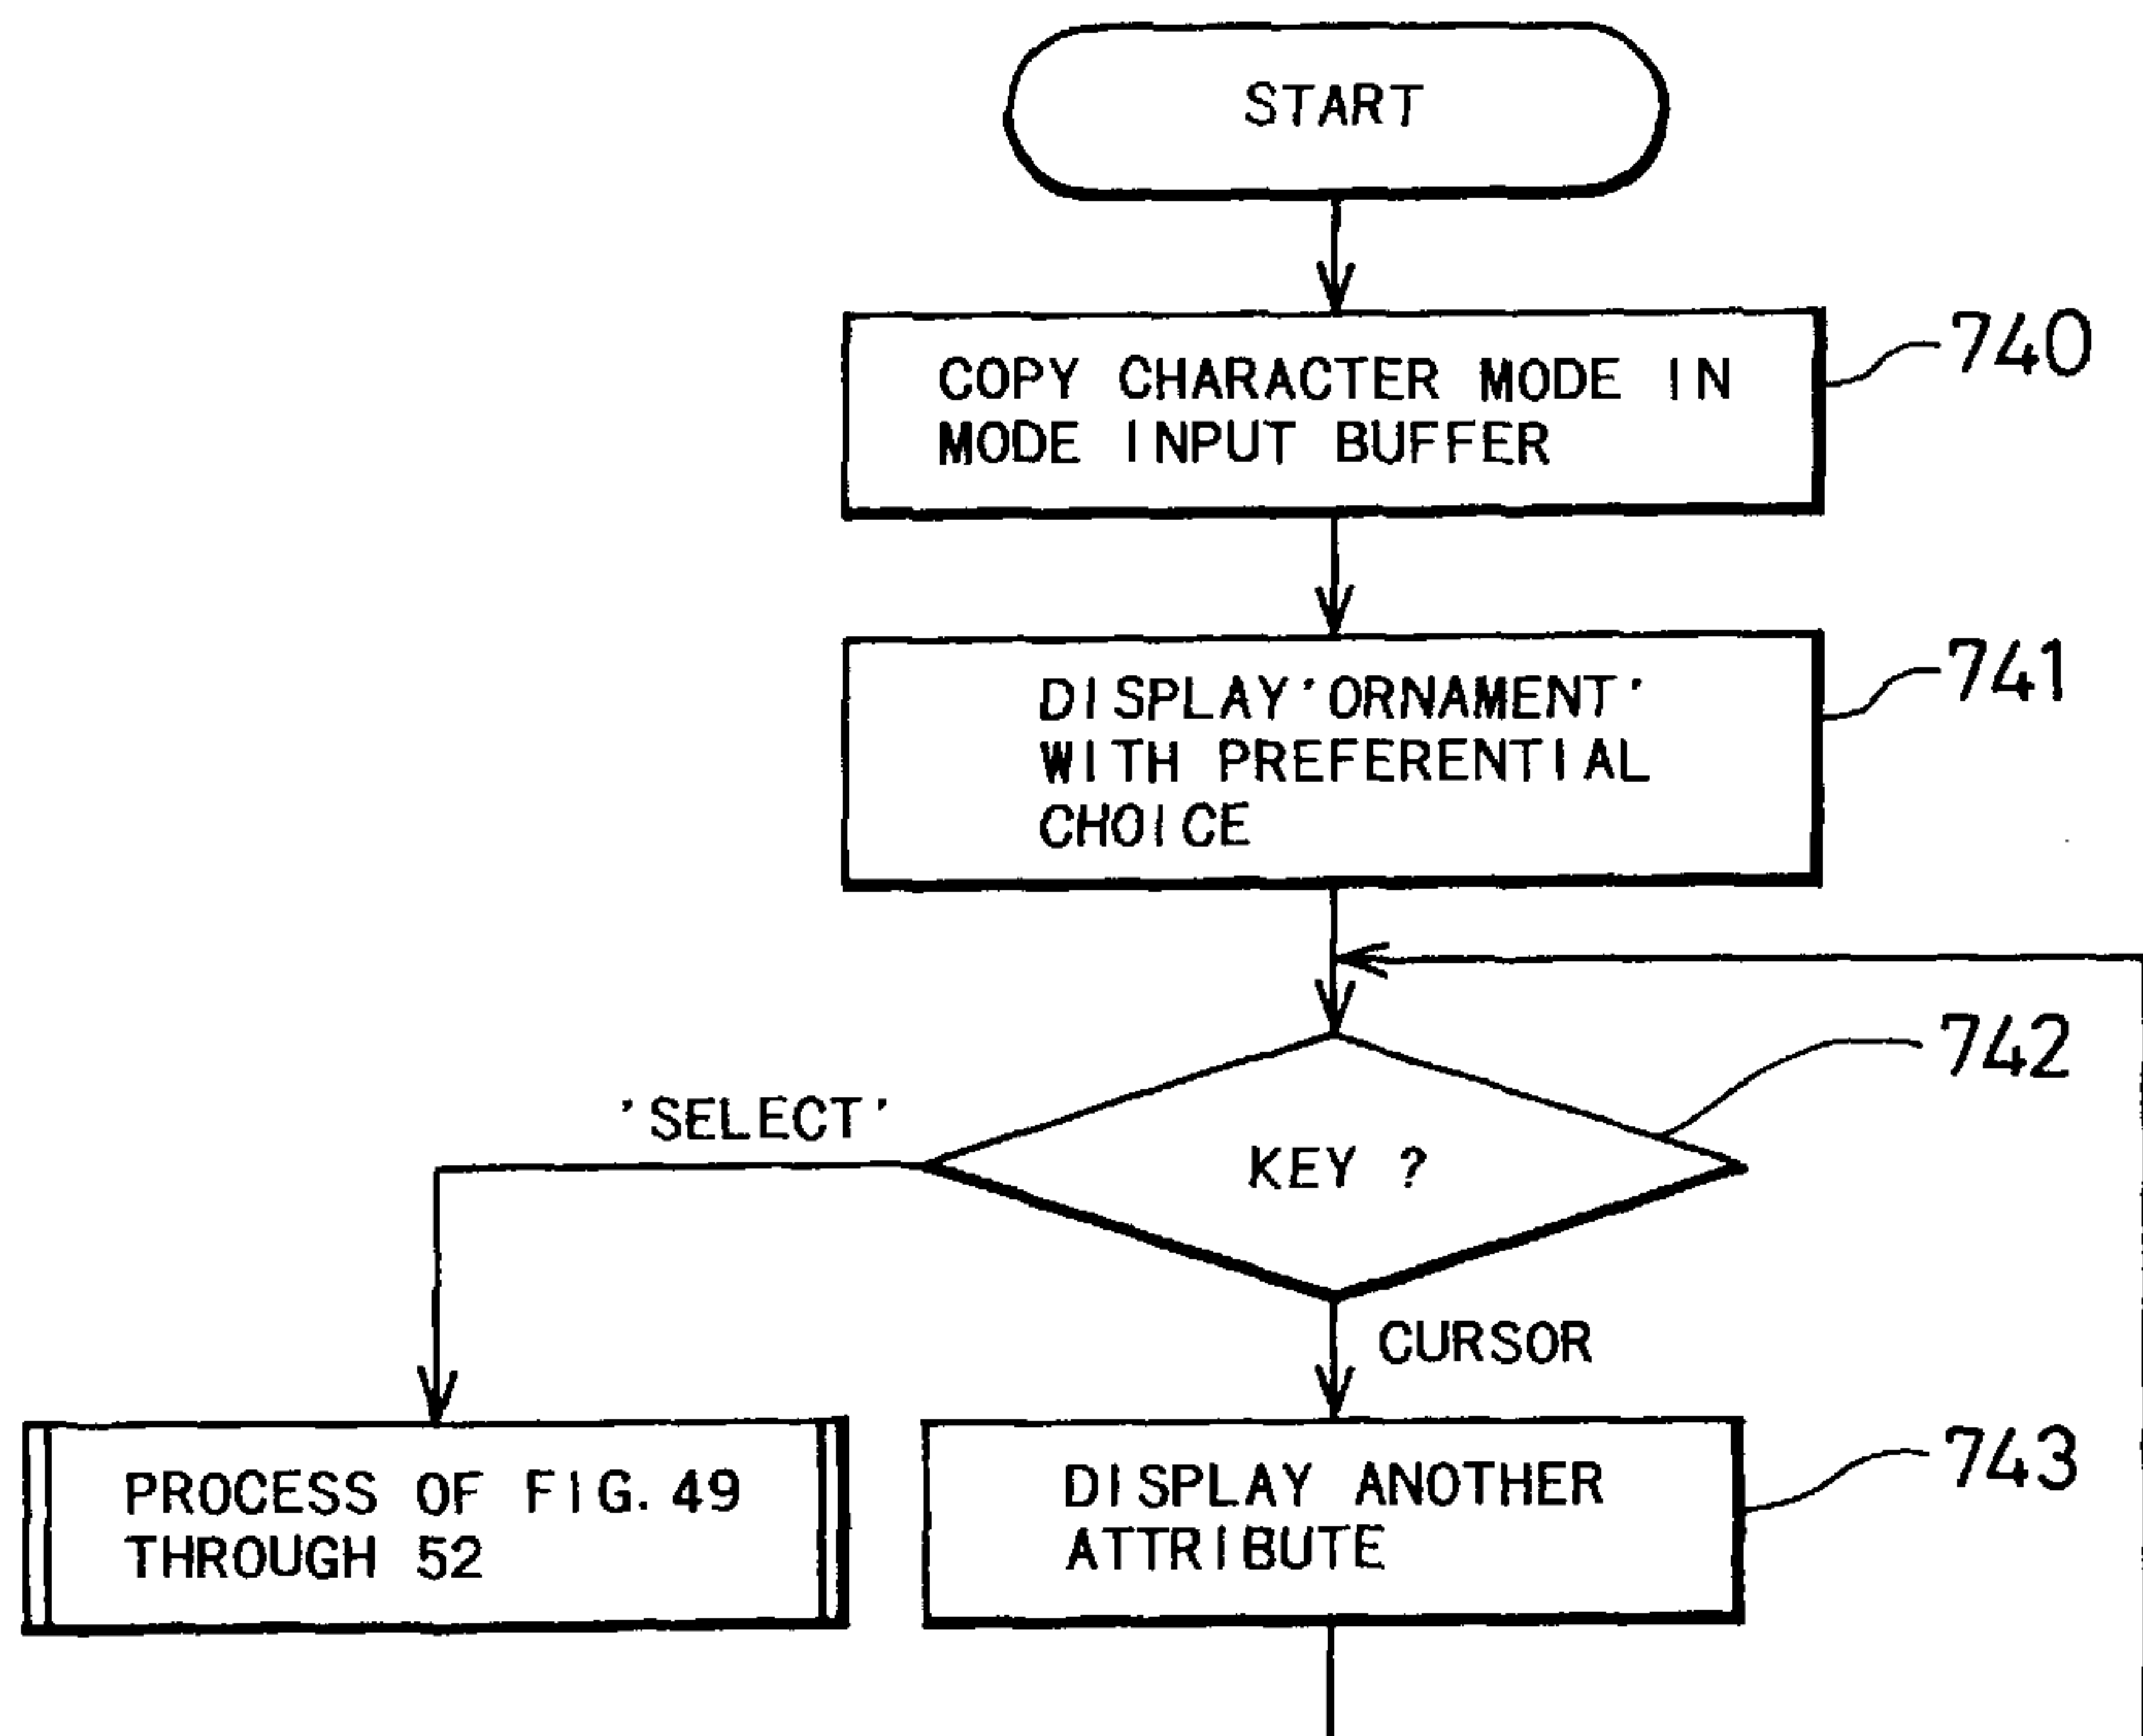 START
COPY CHARACTER MODE IN
MODE INPUT BUFFER
740
DISPLAY 'ORNAMENT'
WITH PREFERENTIAL
CHOICE
741
742
'SELECT'
KEY ?
CURSOR
PROCESS OF FIG. 49
THROUGH 52
DISPLAY ANOTHER
ATTRIBUTE
743